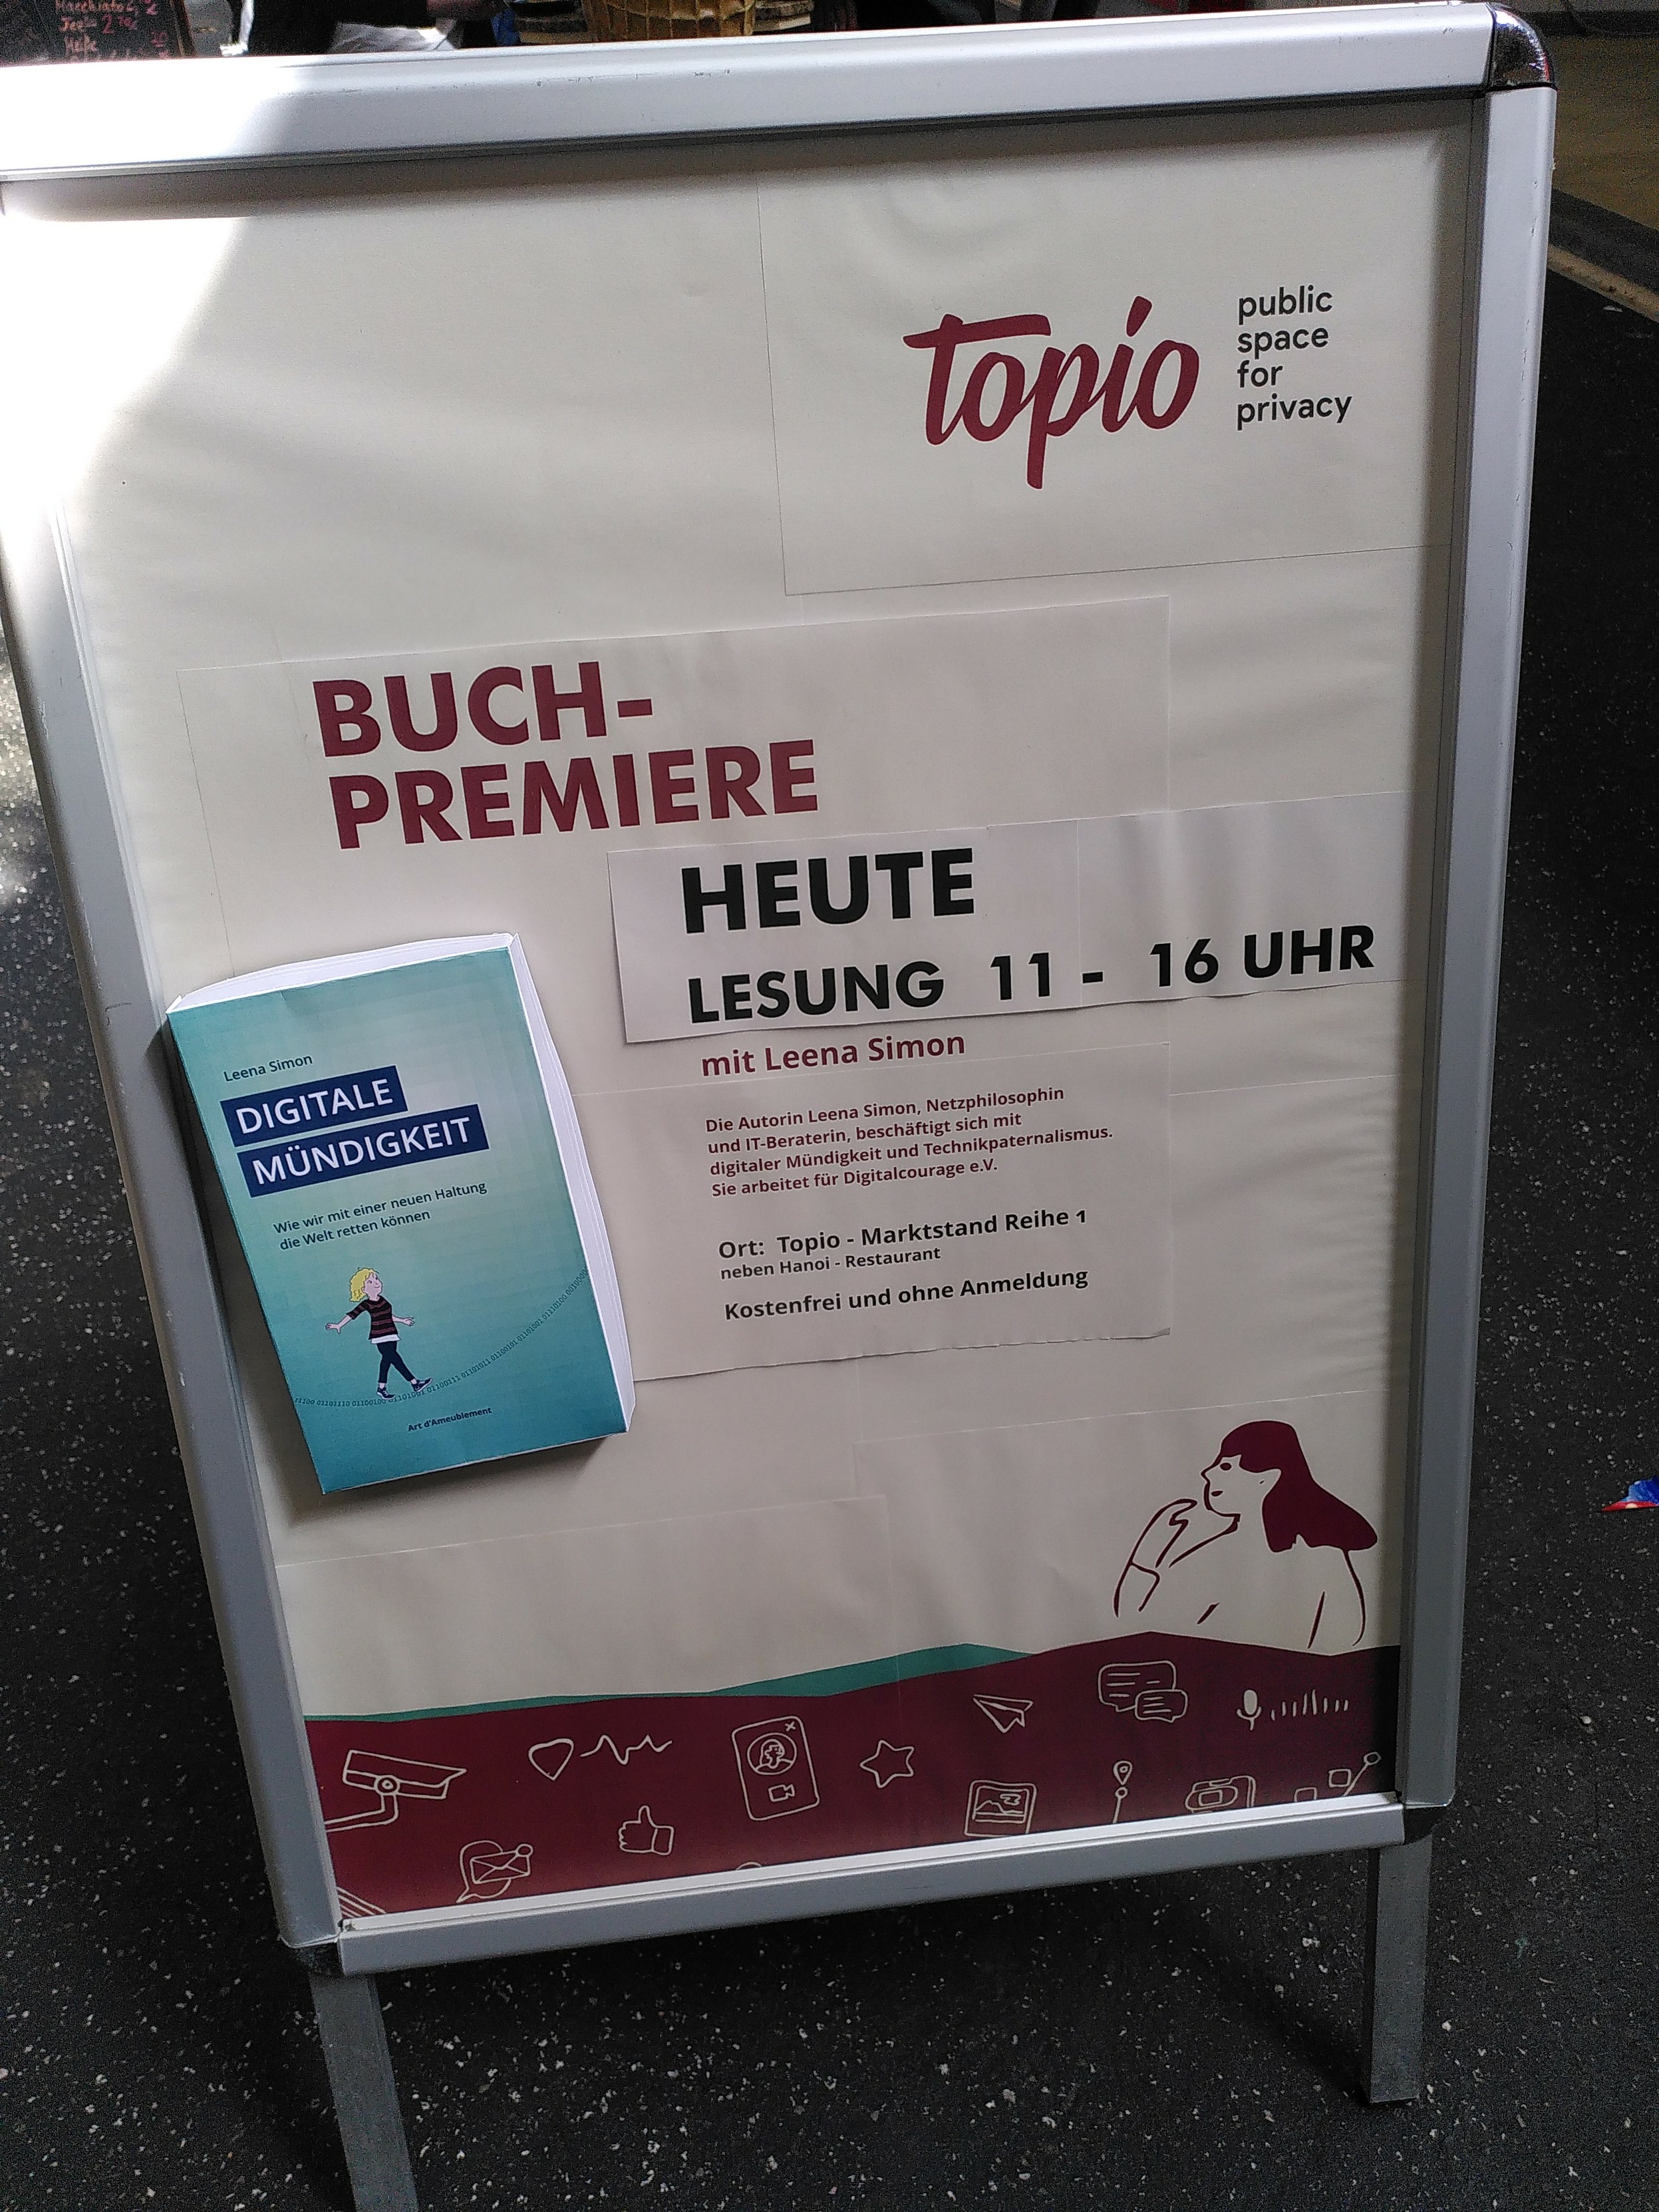 Macchiato
Tee
topio
public
space
for
privacy
BUCH-
PREMIERE
HEUTE
LESUNG 11 - 16 UHR
mit Leena Simon
Die Autorin Leena Simon, Netzphilosophin
und IT-Beraterin, beschäftigt sich mit
digitaler Mündigkeit und Technikpaternalismus.
Sie arbeitet für Digitalcourage e.V.
Ort: Topio - Marktstand Reihe 1
neben Hanoi - Restaurant
Kostenfrei und ohne Anmeldung
Leena Simon
DIGITALE
MÜNDIGKEIT
Wie wir mit einer neuen Haltung
die Welt retten können
Art d'Ameublement